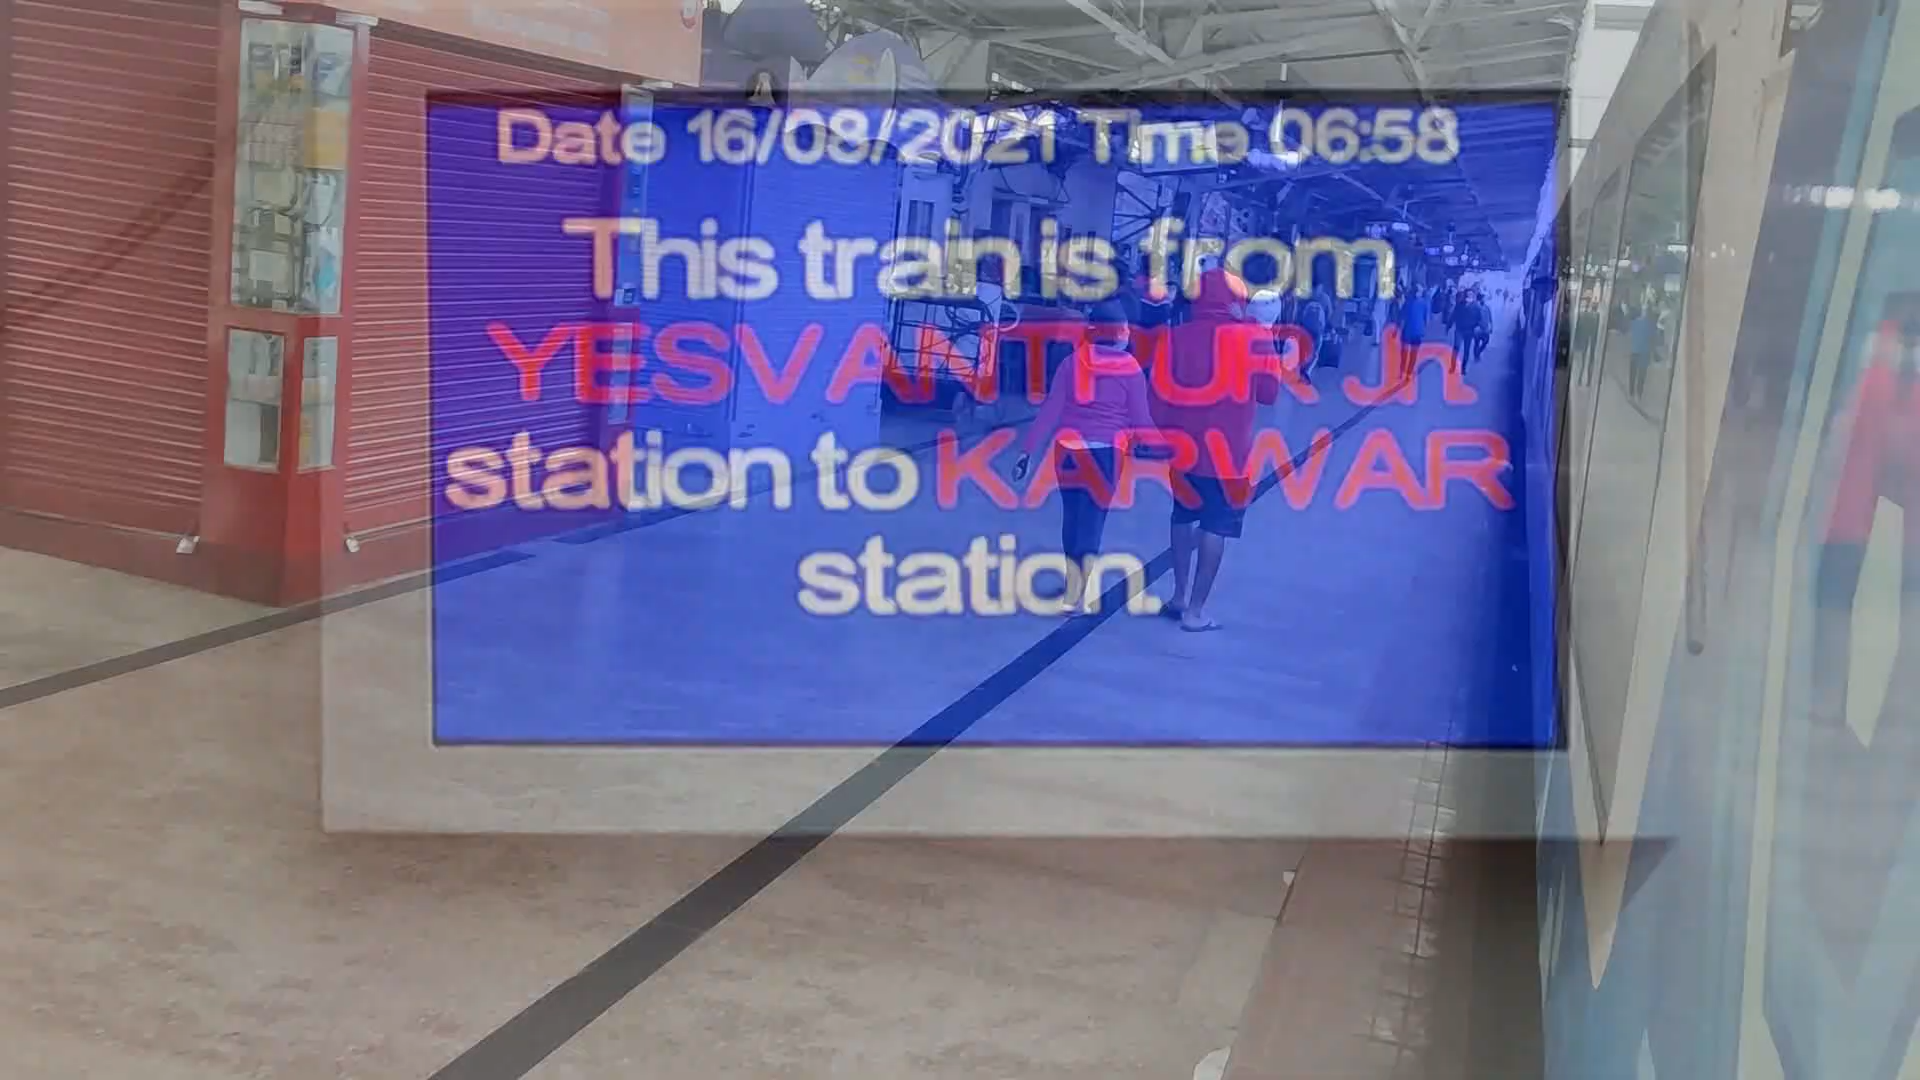 Date 16/08/2021 Time 06:58
This train is from
YESVANTPUR Jn.
station to KARWAR
station.